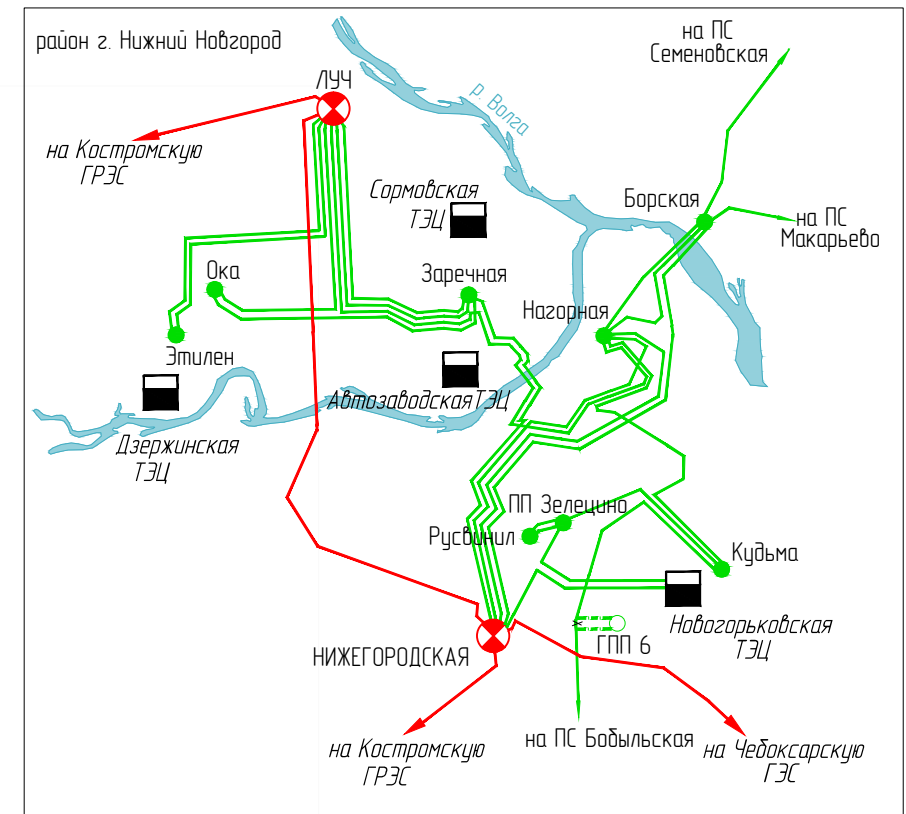 район г. Нижний Новгород
на ПС
Семеновская
ЛУЧ
р. Волга
на Костромскую
ГРЭС
Сормовская
ТЭЦ
Борская
на ПС
Макарьево
Ока
Заречная
Нагорная
Этилен
Автозаводская ТЭЦ
Дзержинская
ТЭЦ
ПП Зелецино
Русвинил
Кудьма
Новогорьковская
ТЭЦ
ГПП 6
НИЖЕГОРОДСКАЯ
на Костромскую
ГРЭС
на ПС Бобыльская
на Чебоксарскую
ГЭС